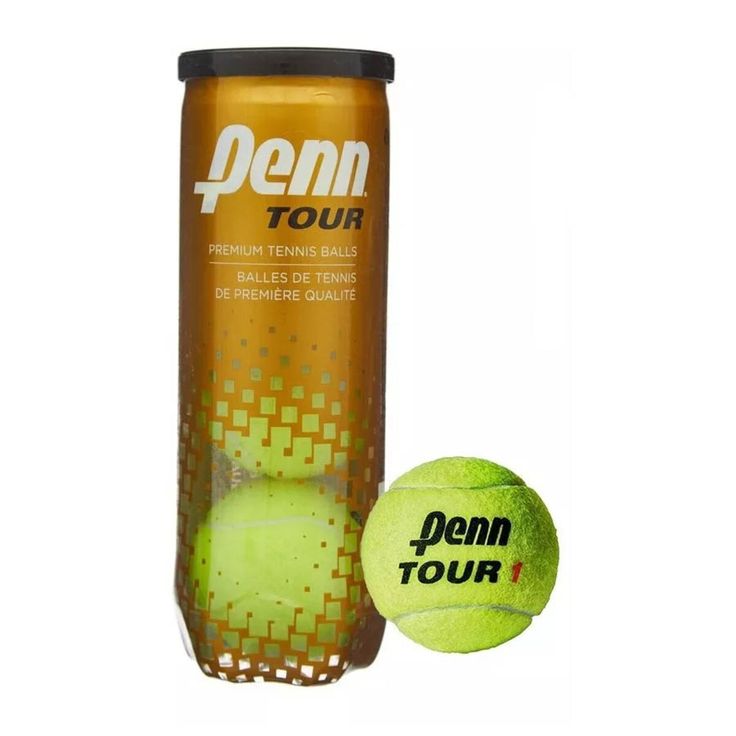 Penn
TOUR
PREMIUM TENNIS BALLS
BALLES DE TENNIS
DE PREMIÈRE QUALITÉ
Penn
TOUR 1